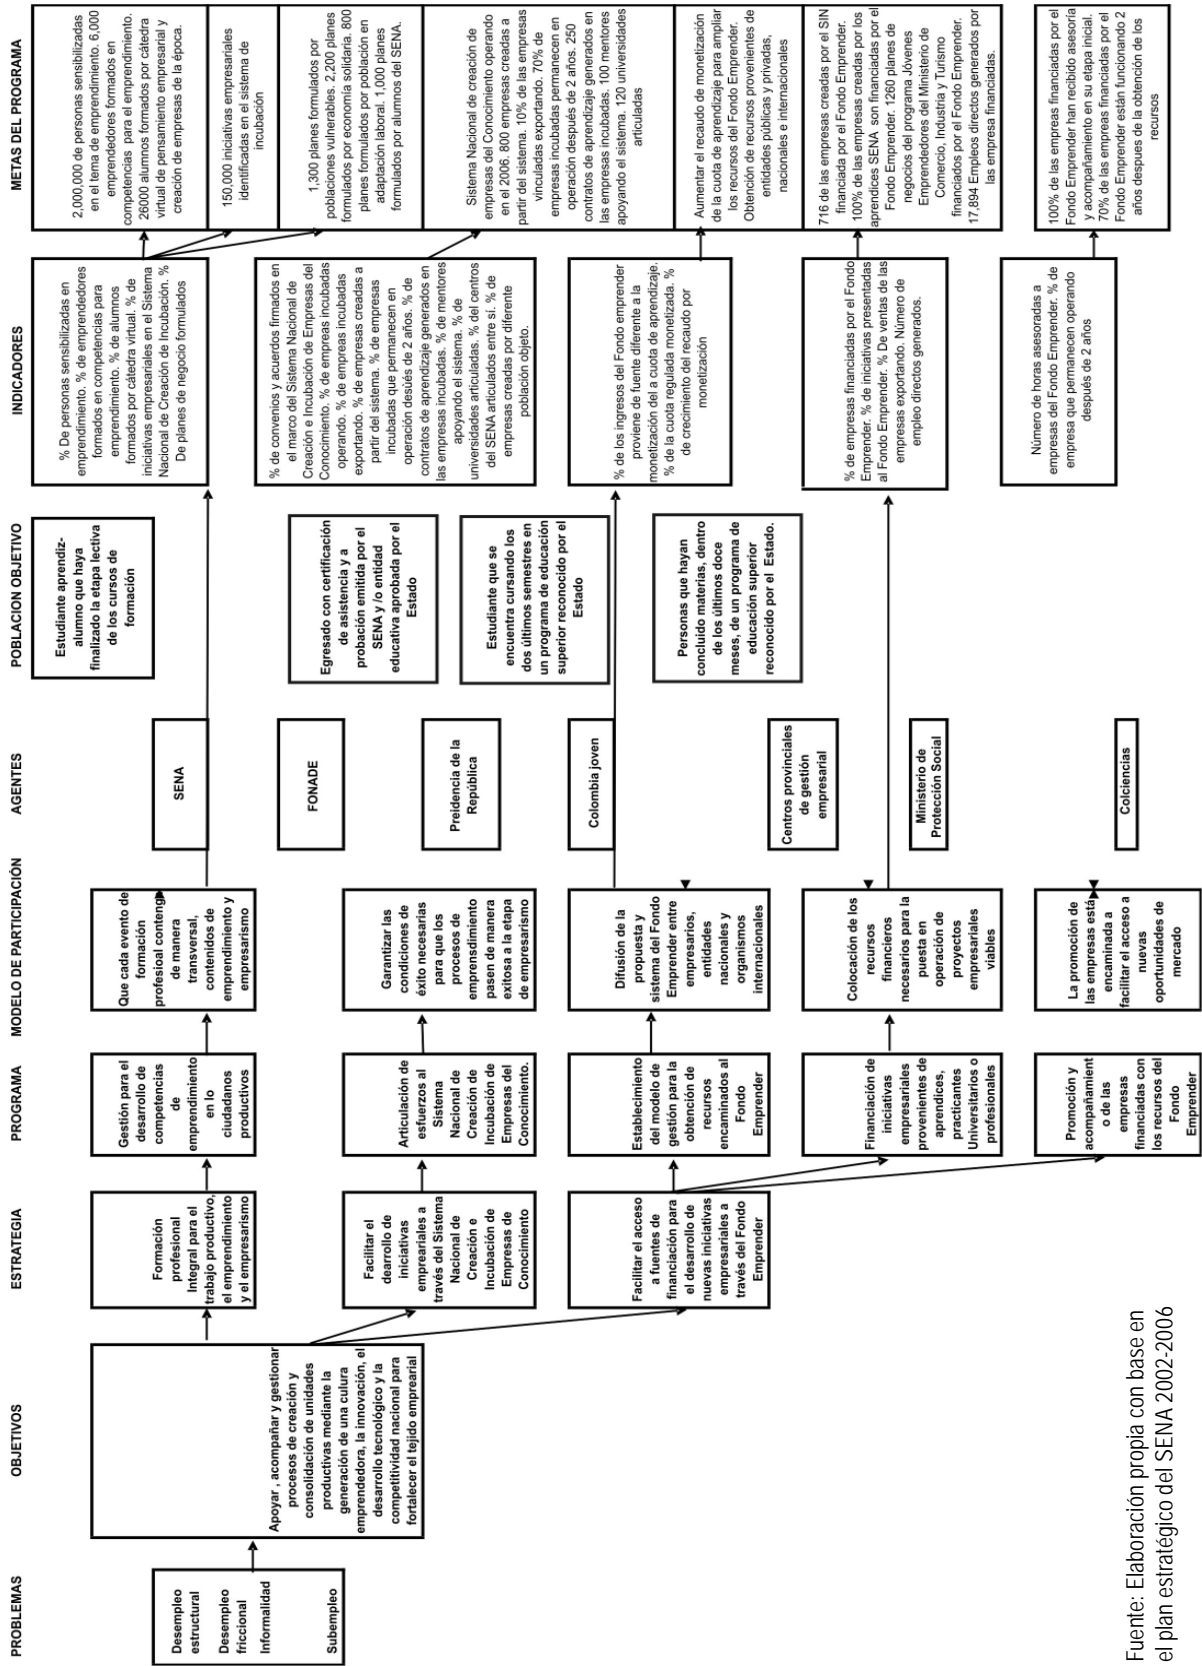 PROBLEMAS
Desempleo
estructural
Desempleo
friccional
Informalidad
Subempleo
OBJETIVOS
Apoyar , acompañar y gestionar
procesos de creación y
consolidación de unidades
productivas mediante la
generación de una culura
emprendedora, la innovación, el
desarrollo tecnológico y la
competitividad nacional para
fortalecer el tejido emprearial
ESTRATEGIA
Formación
profesional
Integral para el
trabajo productivo,
el emprendimiento
y el empresarismo
Facilitar el
dearrollo de
iniciativas
empreariales a
través del Sistema
Nacional de
Creación e
Incubación de
Empresas de
Conocimiento
Facilitar el acceso
a fuentes de
financiación para
el desarrollo de
nuevas iniciativas
empresariales a
través del Fondo
Emprender
PROGRAMA
Gestión para el
desarrollo de
competencias
de
emprendimiento
en lo
ciudadanos
productivos
Articulación de
esfuerzos al
Sistema
Nacional de
Creación de
Incubación de
Empresas del
Conocimiento.
Establecimiento
del modelo de
gestión para la
obtención de
recursos
encaminados al
Fondo
Emprender
Financiación de
iniciativas
empresariales
provenientes de
aprendices,
practicantes
Universitarios o
profesionales
Promoción y
acompañamient
o de las
empresas
financiadas con
los recursos del
Fondo
Emprender
MODELO DE PARTICIPACIÓN
Que cada evento de
formación
profesional contenga
de manera
transversal,
contenidos de
emprendimiento y
empresarismo
Garantizar las
condiciones de
éxito necesarias
para que los
procesos de
emprensdimiento
pasen de manera
exitosa a la etapa
de empresarismo
Difusión de la
propuesta y
sistema del Fondo
Emprender entre
empresarios,
entidades
nacionales y
organismos
internacionales
Colocación de los
recursos
financieros
necesarios para la
puesta en
operación de
proyectos
empresariales
viables
La promoción de
las empresas está
encaminada a
facilitar el acceso a
nuevas
oportunidades de
mercado
AGENTES
SENA
FONADE
Preidencia de la
República
Colombia joven
Centros provinciales
de gestión
empresarial
Ministerio de
Protección Social
Colciencias
POBLACION OBJETIVO
Estudiante aprendiz-
alumno que haya
finalizado la etapa lectiva
de los cursos de
formación
Egresado con certificación
de asistencia y a
probación emitida por el
SENA y /o entidad
educativa aprobada por el
Estado
Estudiante que se
encuentra cursando los
dos últimos semestres en
un programa de educación
superior reconocido por el
Estado
Personas que hayan
concluido materias, dentro
de los últimos doce
meses, de un programa de
educación superior
reconocido por el Estado.
INDICADORES
% De personas sensibilizadas en
emprendimiento. % de emprendedores
formados en competencias para
emprendimiento. % de alumnos
formados por cátedra virtual. % de
iniciativas empresariales en el Sistema
Nacional de Creación de Incubación. %
De planes de negocio formulados
% de convenios y acuerdos firmados en
el marco del Sistema Nacional de
Creación e Incubación de Empresas del
Conocimiento. % de empreas incubadas
operando. % de empreas incubadas
exportando. % de empresas creadas a
partir del sistema. % de empresas
incubadas que permanecen en
operación desúés de 2 años. % de
contratos de aprendizaje generados en
las empresas incubadas. % de mentores
apoyando el sistema. % de
universidades articuladas. % del centros
del SENA articulados entre sí. % de
empresas creadas por diferente
población objeto.
% de los ingresos del Fondo emprender
proviene de fuente diferente a la
monetización del a cuota de aprendizaje.
% de la cuota regulada monetizada. %
de crecimiento del recaudo por
monetización
% de empresas financiadas por el Fondo
Emprender. % de iniciativas presentadas
al Fondo Emprender. % De ventas de las
empresas exportando. Número de
empleo directos generados.
Número de horas asesoradas a
empresas del Fondo Emprender. % de
empresa que permanecen operando
después de 2 años
METAS DEL PROGRAMA
2,000,000 de personas sensibilizadas
en el tema de emprendimiento. 6,000
emprendedores formados en
competencias para el emprendimiento.
26000 alumnos formados por cátedra
virtual de pensamiento empresarial y
creación de empresas de la época.
150,000 iniciativas empresariales
identificadas en el sistema de
incubación
1,300 planes formulados por
poblaciones vulnerables. 2,200 planes
formulados por economía solidaria. 800
planes formulados por población en
adaptación laboral. 1,000 planes
formulados por alumnos del SENA.
Sistema Nacional de creación de
empresas del Conocimiento operando
en el 2006. 800 empresas creadas a
partir del sistema. 10% de las empresas
vinculadas exportando. 70% de
empresas incubadas permanecen en
operación después de 2 años. 250
contratos de aprendizaje generados en
las empresas incubadas. 100 mentores
apoyando el sistema. 120 universidades
articuladas
Aumentar el recaudo de monetización
de la cuota de aprendizaje para ampliar
los recursos del Fondo Emprender.
Obtención de recursos provenientes de
entidades públicas y privadas,
nacionales e internacionales
716 de las empresas creadas por el SIN
financiada por el Fondo Emprender.
100% de las empresas creadas por los
aprendices SENA son financiadas por el
Fondo Emprender. 1260 planes de
negocios del programa Jóvenes
Emprendedores del Ministerio de
Comercio, Industria y Turismo
financiados por el Fondo Emprender.
17,894 Empleos directos generados por
las empresa financiadas.
100% de las empreas financiadas por el
Fondo Emprender han recibido asesoría
y acompañamiento en su etapa inicial.
70% de las empreas financiadas por el
Fondo Emprender están funcionando 2
años despues de la obtención de los
recursos
Fuente: Elaboración propia con base en
el plan estratégico del SENA 2002-2006